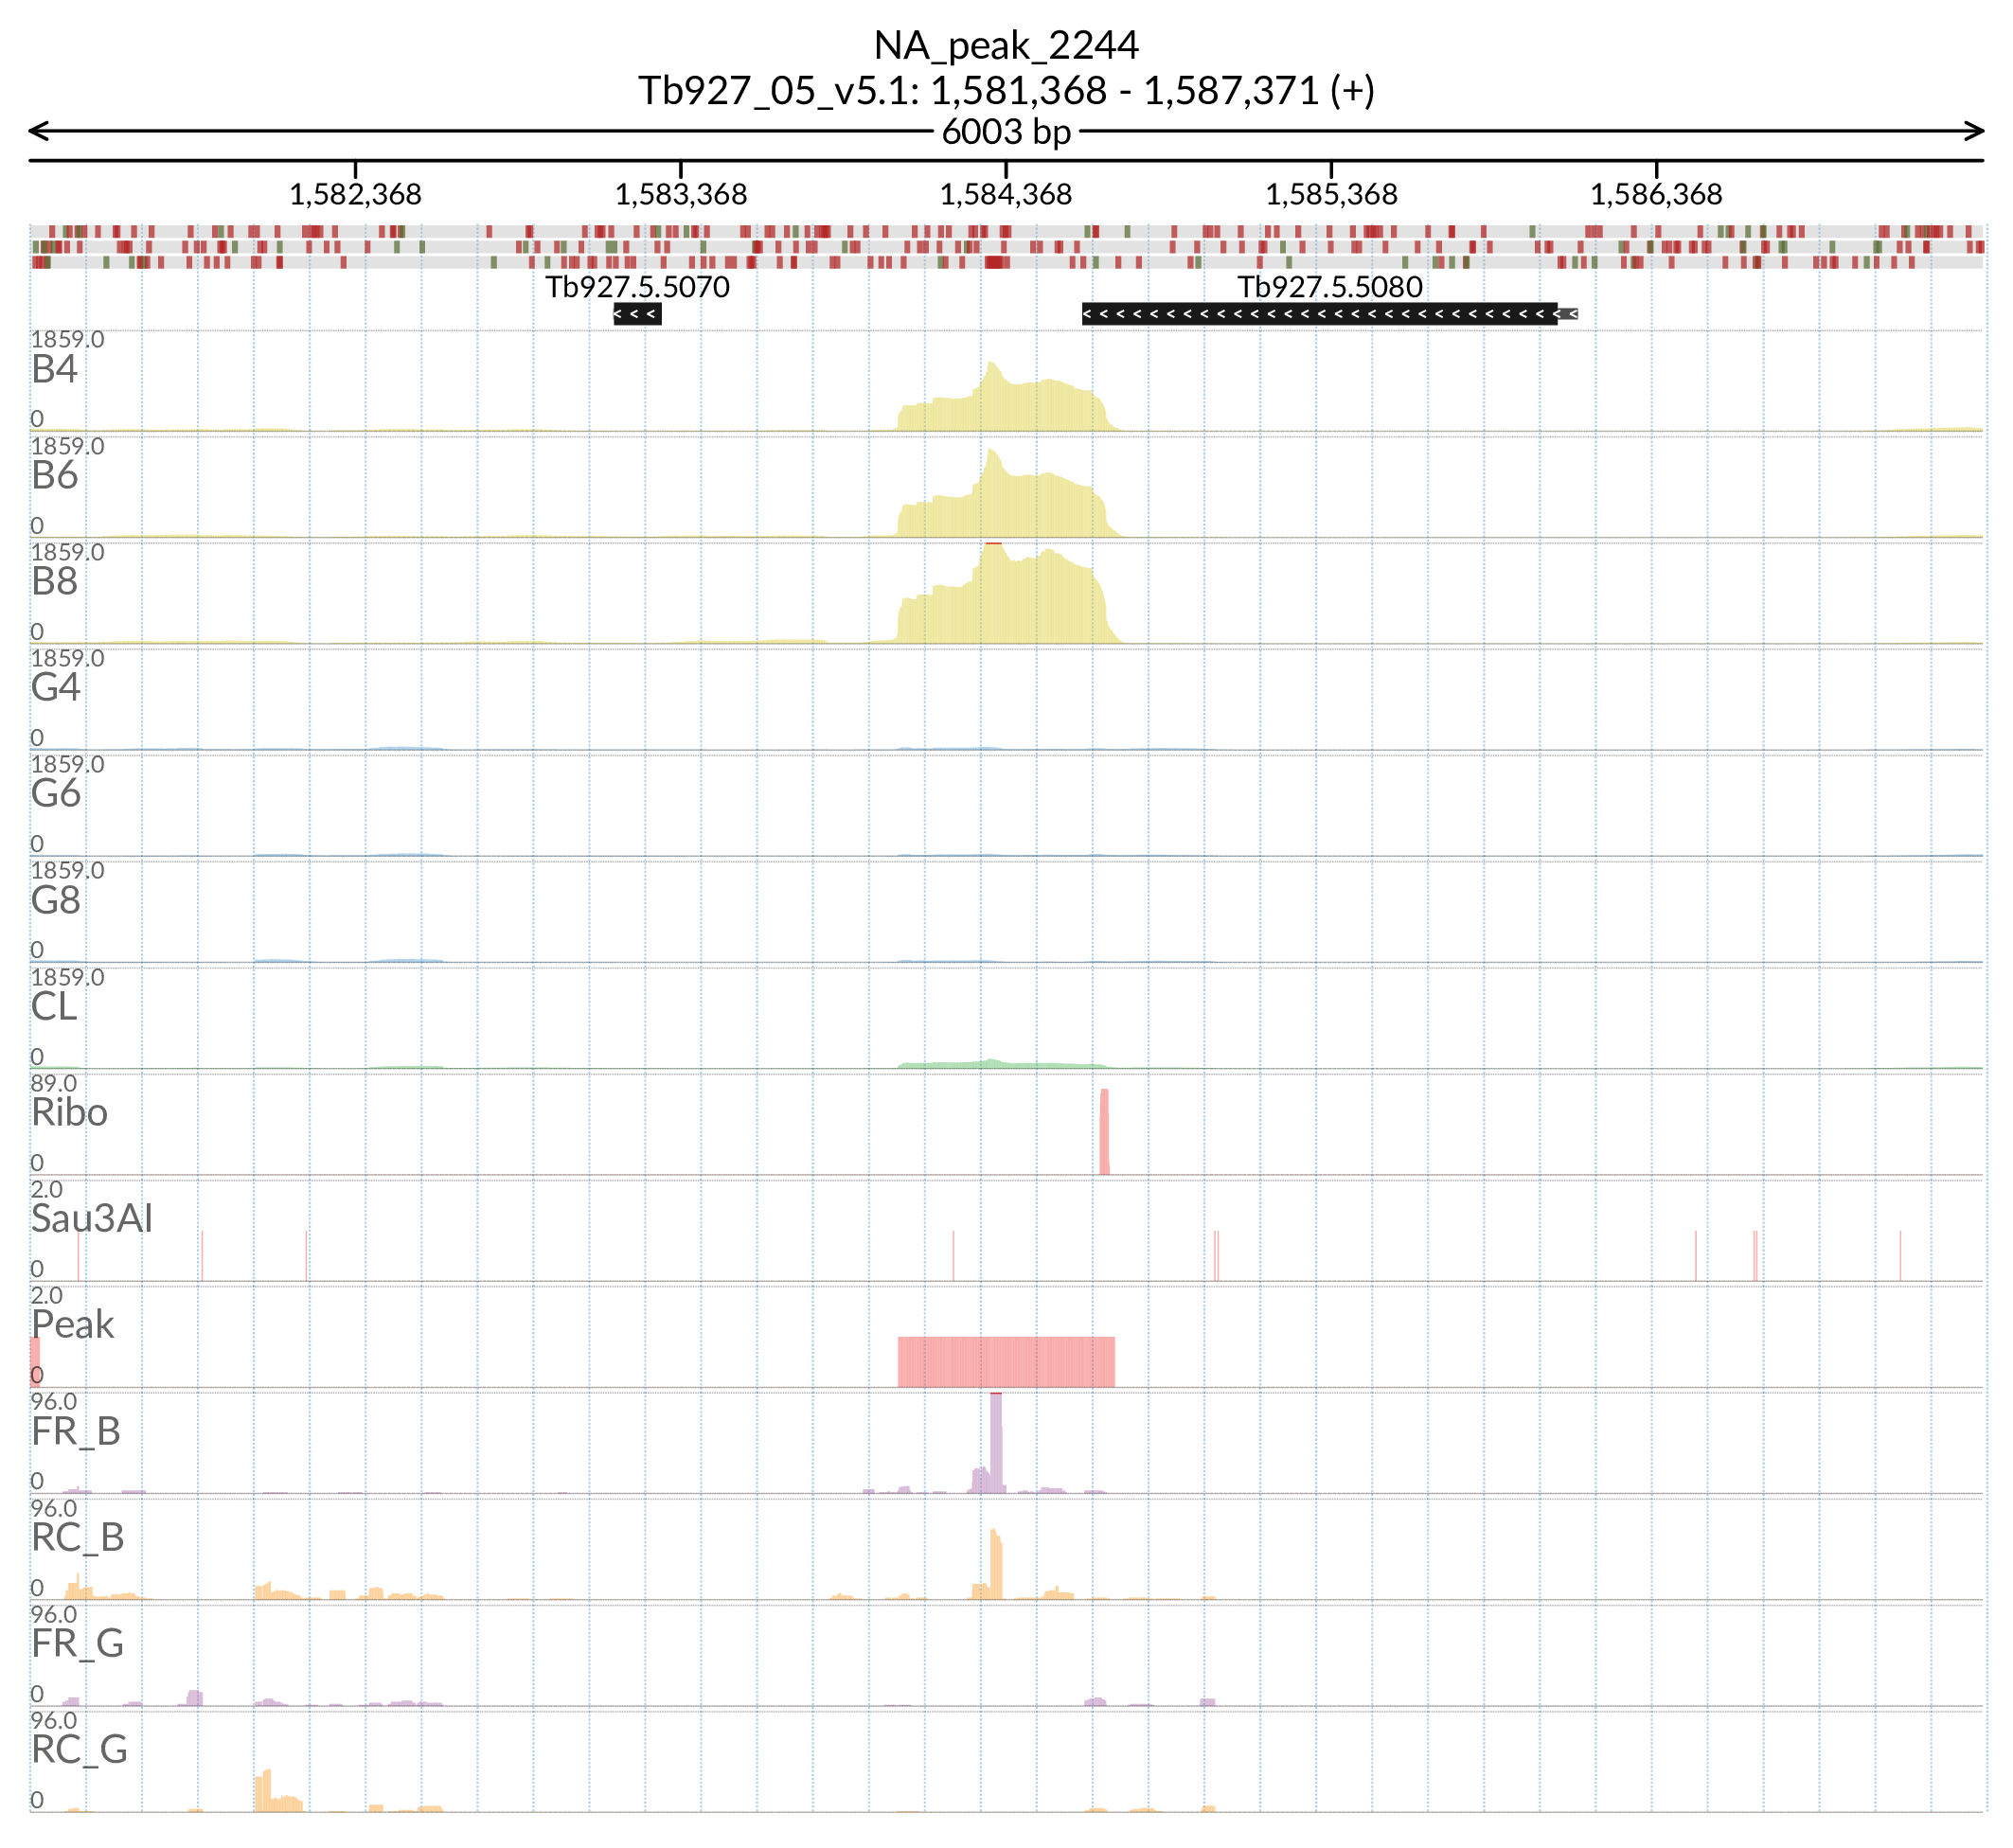 NA_peak_2244
Tb927_05_v5.1: 1,581,368 - 1,587,371 (+)
6003 bp
1,582,368 1,583,368 1,584,368 1,585,368 1,586,368
Tb927.5.5070 Tb927.5.5080
1859.0
B4
0
1859.0
B6
0
1859.0
B8
0
1859.0
G4
0
1859.0
G6
0
1859.0
G8
0
1859.0
CL
0
89.0
Ribo
0
2.0
Sau3AI
0
2.0
Peak
0
96.0
FR_B
0
96.0
RC_B
0
96.0
FR_G
0
96.0
RC_G
0